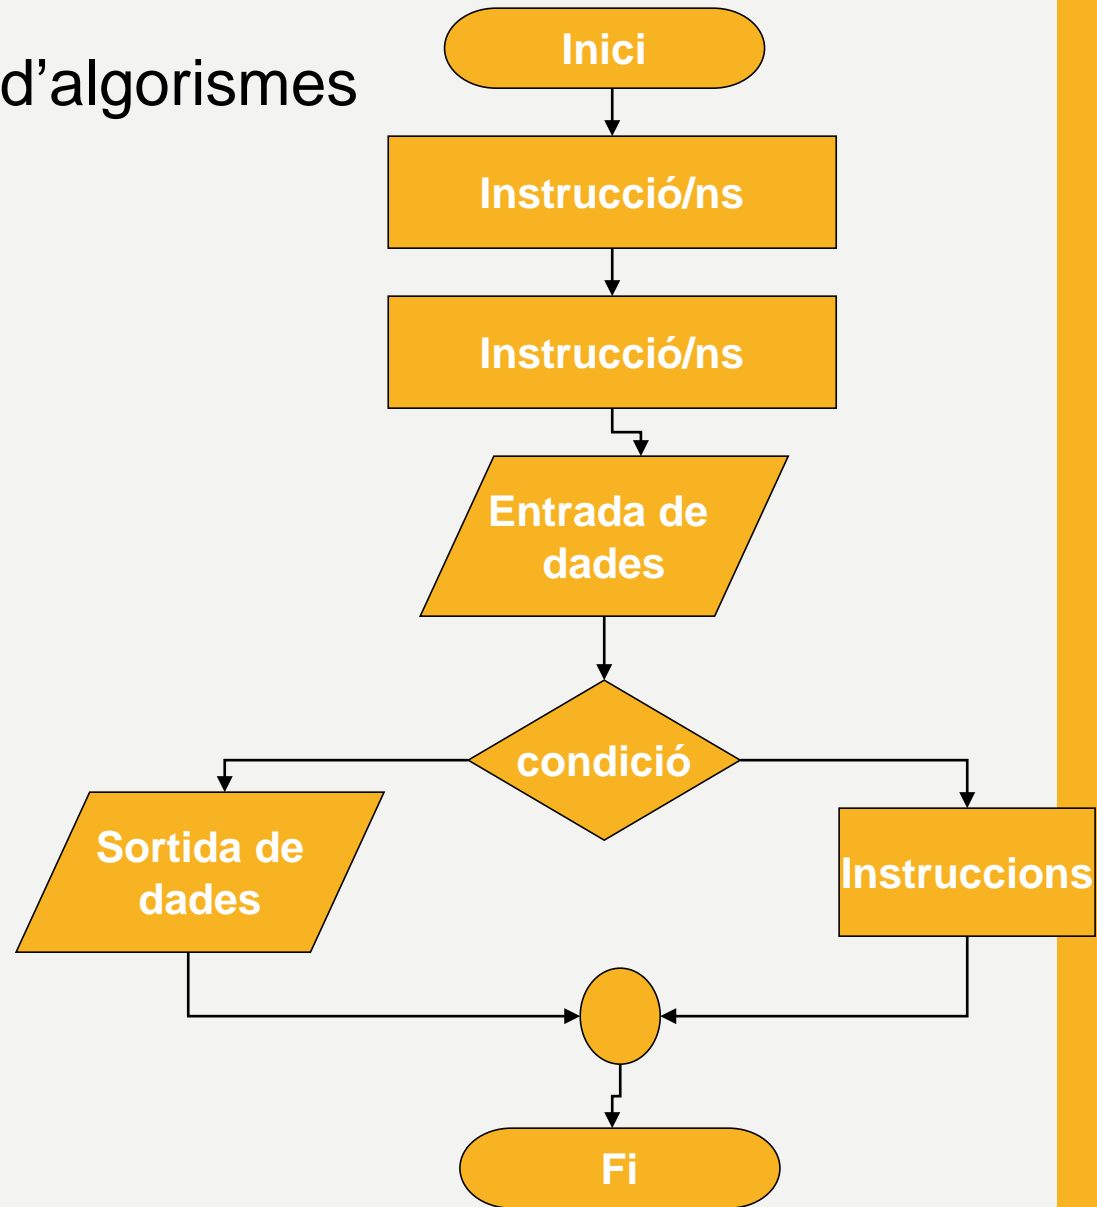 d’algorismes
Inici
Instrucció/ns
Instrucció/ns
Entrada de
dades
condició
Sortida de
dades
Instruccions
Fi